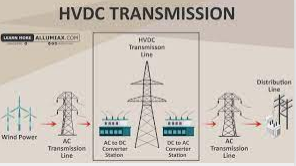 HVDC TRANSMISSION
LEARN MORE ALLUMIAX.COM
HVDC
Transmisson
Line
Distribution
Line
Wind Power
AC
Transmission
Line
AC to DC
Converter
Station
DC to AC
Converter
Station
AC
Transmission
Line